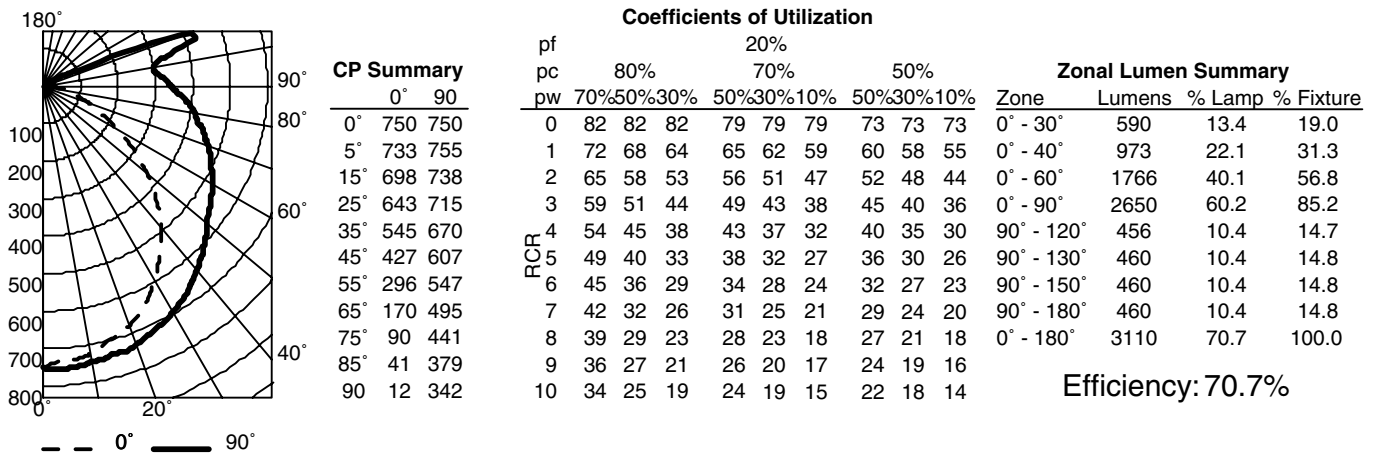 180°
90°
80°
60°
40°
20°
0°
100
200
300
400
500
600
700
800
0° 90°
CP Summary
0° 90
0° 750 750
5° 733 755
15° 698 738
25° 643 715
35° 545 670
45° 427 607
55° 296 547
65° 170 495
75° 90 441
85° 41 379
90 12 342
Coefficients of Utilization
pf 20%
pc 80% 70% 50%
pw 70%50%30% 50%30%10% 50%30%10%
RCR
0 82 82 82 79 79 79 73 73 73
1 72 68 64 65 62 59 60 58 55
2 65 58 53 56 51 47 52 48 44
3 59 51 44 49 43 38 45 40 36
4 54 45 38 43 37 32 40 35 30
5 49 40 33 38 32 27 36 30 26
6 45 36 29 34 28 24 32 27 23
7 42 32 26 31 25 21 29 24 20
8 39 29 23 28 23 18 27 21 18
9 36 27 21 26 20 17 24 19 16
10 34 25 19 24 19 15 22 18 14
Zonal Lumen Summary
Zone Lumens % Lamp % Fixture
0° - 30° 590 13.4 19.0
0° - 40° 973 22.1 31.3
0° - 60° 1766 40.1 56.8
0° - 90° 2650 60.2 85.2
90° - 120° 456 10.4 14.7
90° - 130° 460 10.4 14.8
90° - 150° 460 10.4 14.8
90° - 180° 460 10.4 14.8
0° - 180° 3110 70.7 100.0
Efficiency: 70.7%